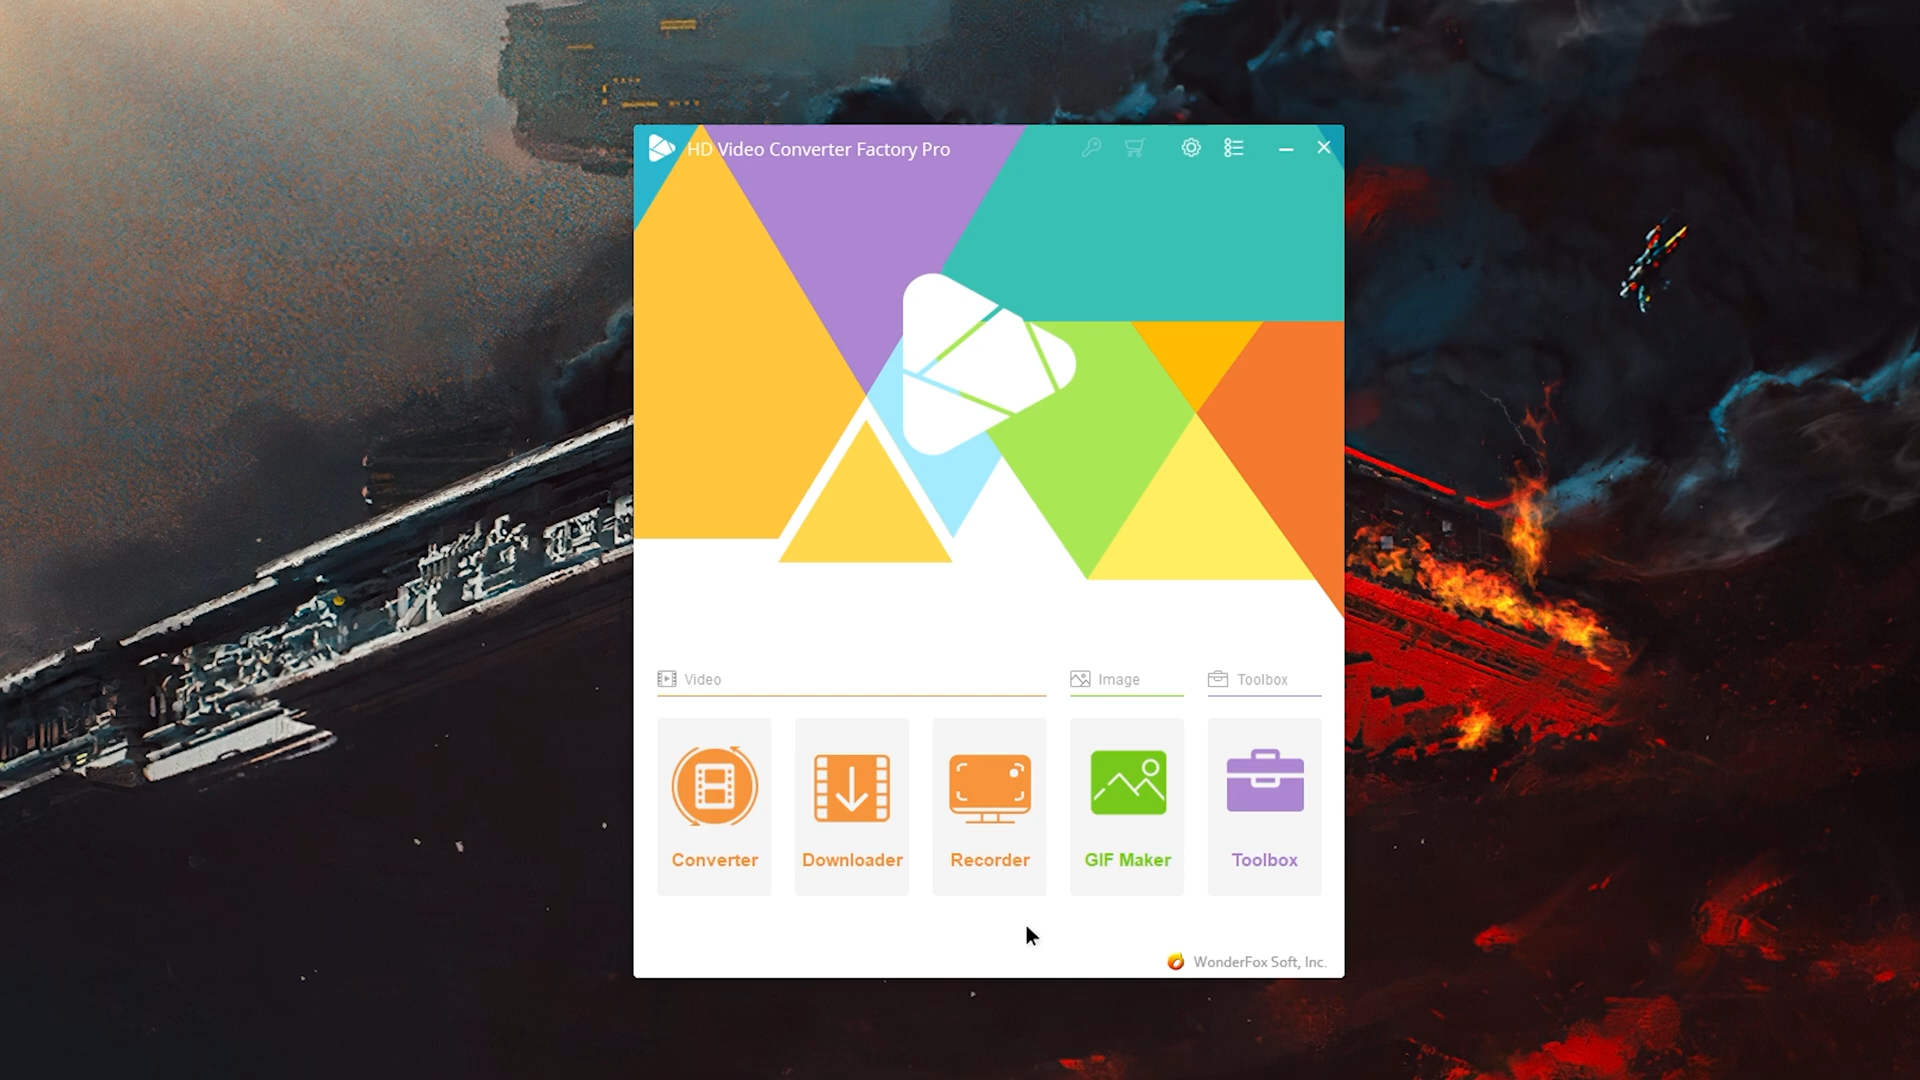 HD Video Converter Factory Pro
Video
Image
Toolbox
Converter
Downloader
Recorder
GIF Maker
Toolbox
WonderFox Soft, Inc.